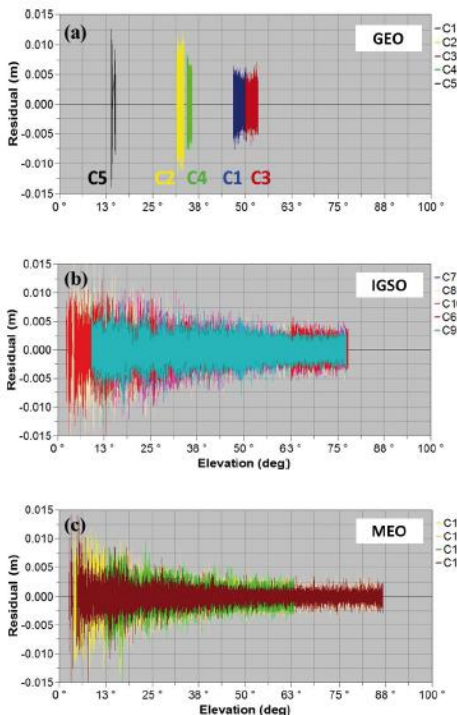 (a)
GEO
0.015
0.010
0.005
0.000
-0.005
-0.010
-0.015
Residual (m)
C5 C2 C4 C1 C3
C1
C2
C3
C4
C5
0 ° 13 ° 25 ° 38 ° 50 ° 63 ° 75 ° 88 ° 100 °
(b)
IGSO
0.015
0.010
0.005
0.000
-0.005
-0.010
-0.015
Residual (m)
C7
C8
C10
C6
C9
0 ° 13 ° 25 ° 38 ° 50 ° 63 ° 75 ° 88 ° 100 °
Elevation (deg)
(c)
MEO
0.015
0.010
0.005
0.000
-0.005
-0.010
-0.015
Residual (m)
C1
C1
C1
C1
0 ° 13 ° 25 ° 38 ° 50 ° 63 ° 75 ° 88 ° 100 °
Elevation (deg)